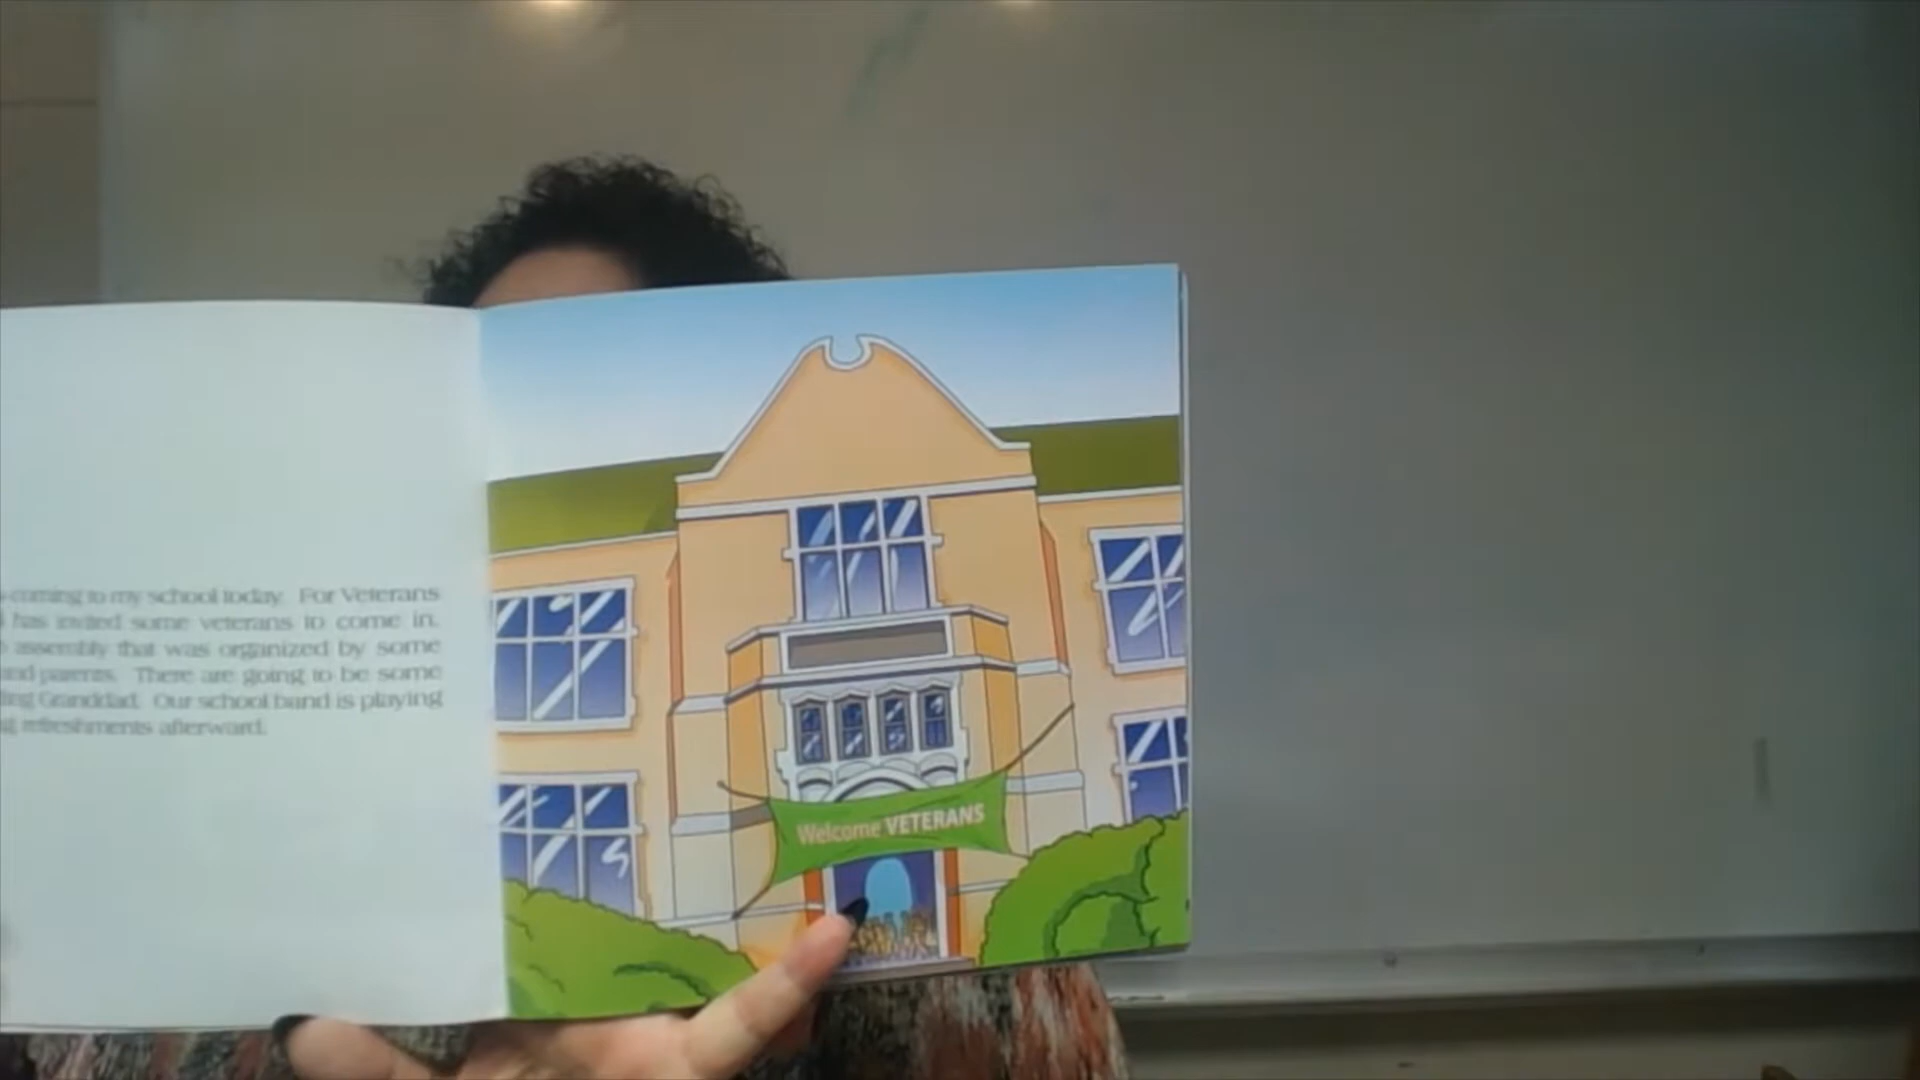 coming to my school today. For Veterans
has invited some veterans to come in.
assembly that was organized by some
and parents. There are going to be some
Granddad. Our school band is playing
refreshments afterward.
Welcome VETERANS